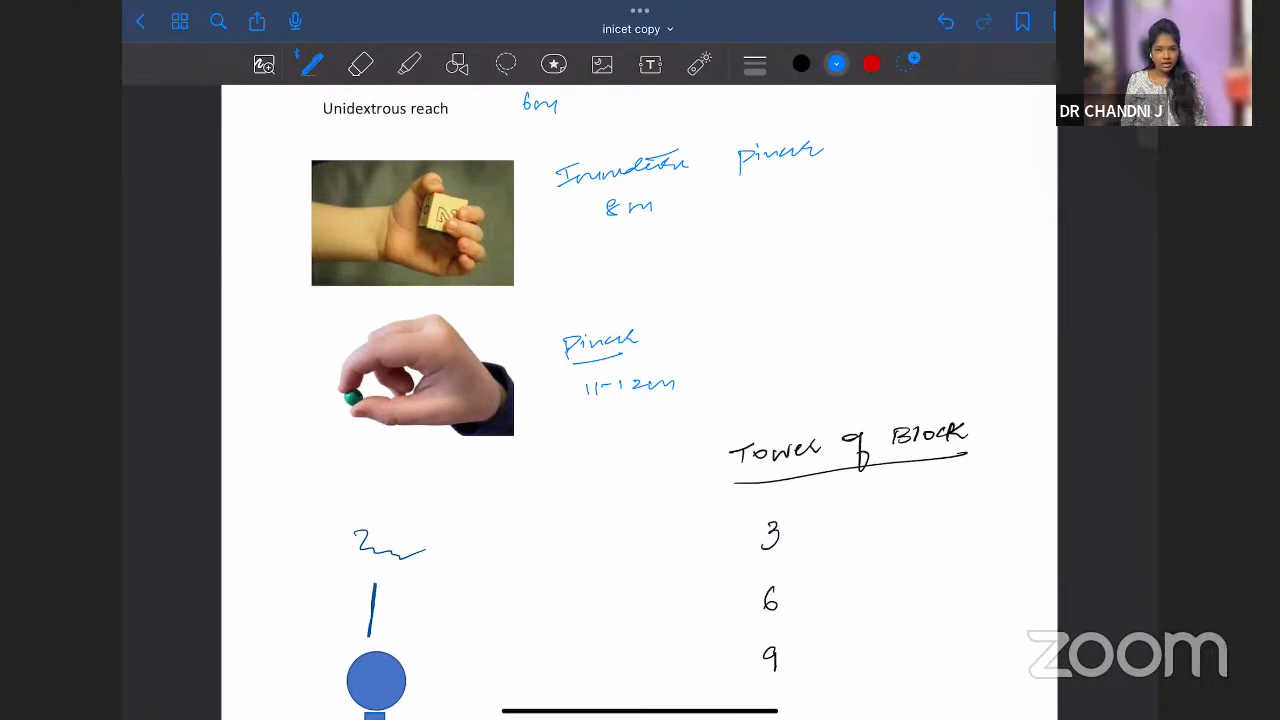 inicet copy
DR CHANDNI J
Unidextrous reach
6m
pincer
8m
Pincer
11-12m
Tower of Block
3
6
9
zoom